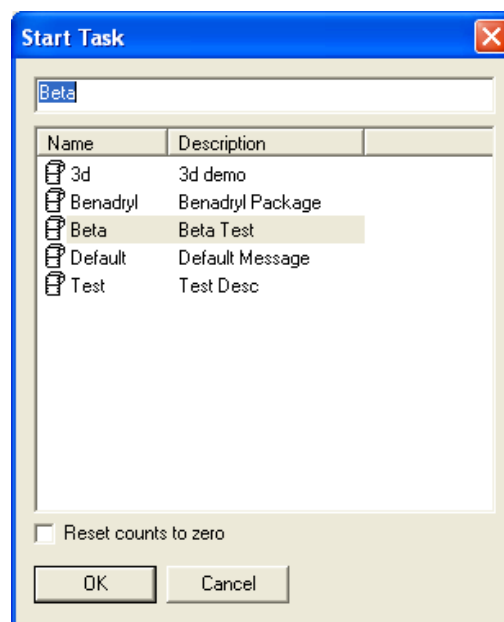 Start Task
Beta
Name Description
3d 3d demo
Benadryl Benadryl Package
Beta Beta Test
Default Default Message
Test Test Desc
Reset counts to zero
OK Cancel